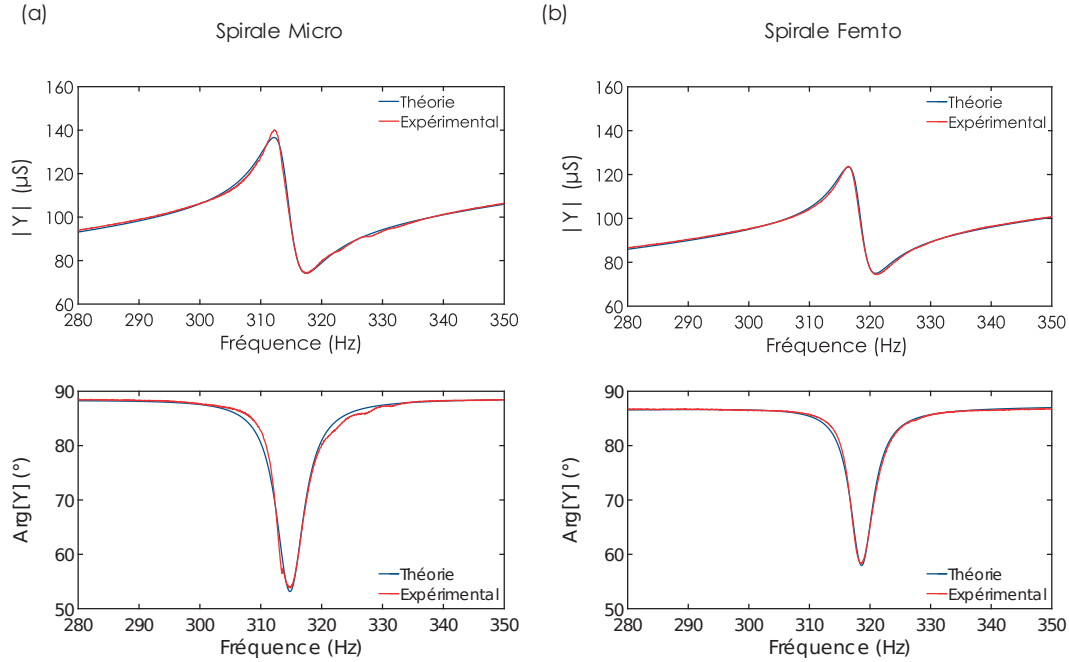 (a)
Spirale Micro
160
140
120
100
80
60
|Y| (µS)
Théorie
Expérimental
280 290 300 310 320 330 340 350
Fréquence (Hz)
90
80
70
60
50
Arg[Y] (°)
Théorie
Expérimental
280 290 300 310 320 330 340 350
Fréquence (Hz)
(b)
Spirale Femto
160
140
120
100
80
60
|Y| (µS)
Théorie
Expérimental
280 290 300 310 320 330 340 350
Fréquence (Hz)
90
80
70
60
50
Arg[Y] (°)
Théorie
Expérimental
280 290 300 310 320 330 340 350
Fréquence (Hz)